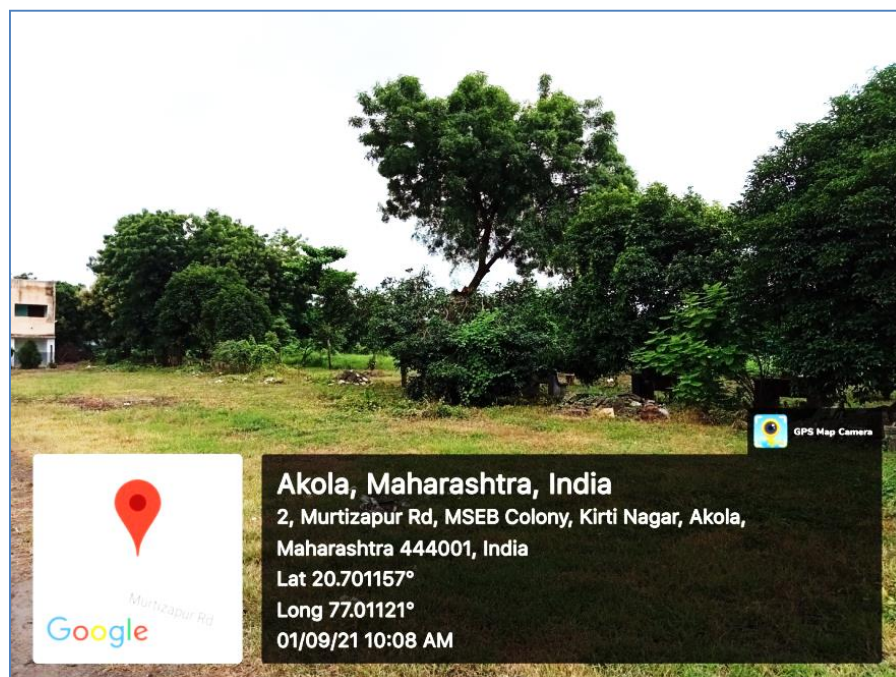 GPS Map Camera
Akola, Maharashtra, India
2, Murtizapur Rd, MSEB Colony, Kirti Nagar, Akola,
Maharashtra 444001, India
Lat 20.701157°
Long 77.01121°
01/09/21 10:08 AM
Murtizapur Rd
Google